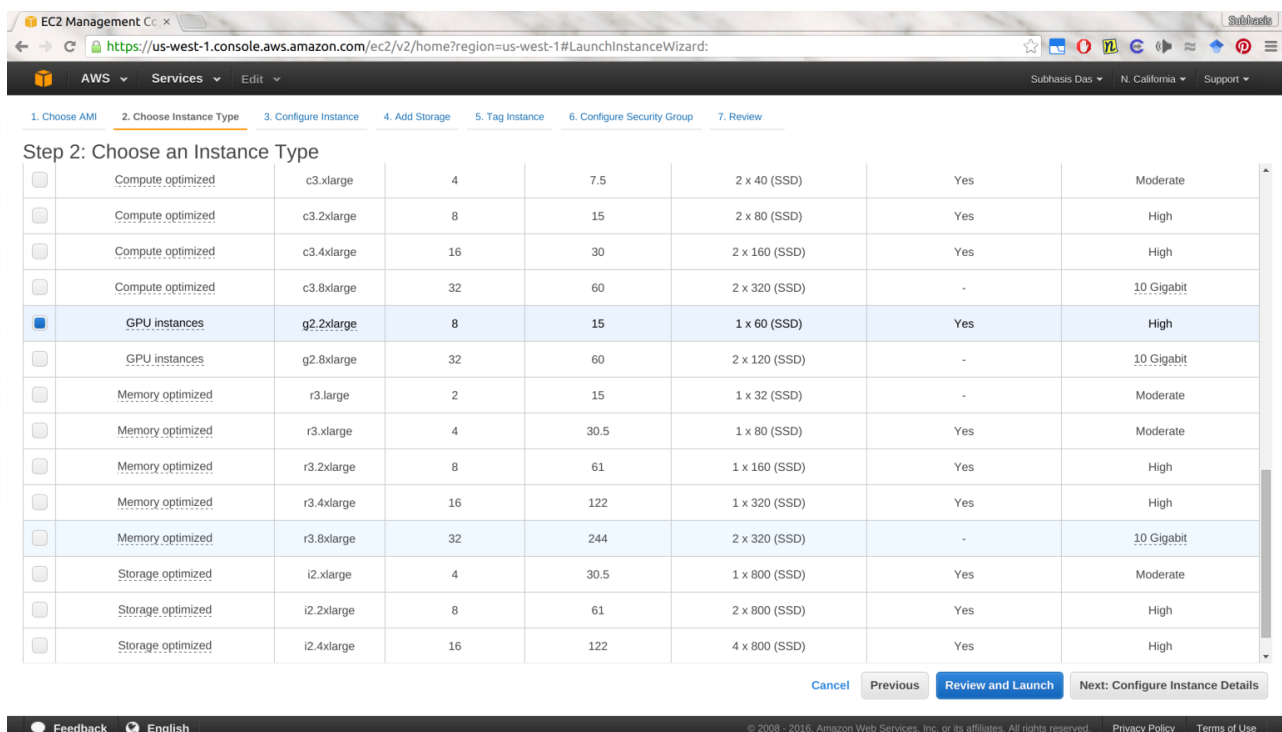 EC2 Management Co ×
Subhasis
https://us-west-1.console.aws.amazon.com/ec2/v2/home?region=us-west-1#LaunchInstanceWizard:
AWS Services Edit Subhasis Das N. California Support
1. Choose AMI 2. Choose Instance Type 3. Configure Instance 4. Add Storage 5. Tag Instance 6. Configure Security Group 7. Review
Step 2: Choose an Instance Type
Compute optimized c3.xlarge 4 7.5 2 x 40 (SSD) Yes Moderate
Compute optimized c3.2xlarge 8 15 2 x 80 (SSD) Yes High
Compute optimized c3.4xlarge 16 30 2 x 160 (SSD) Yes High
Compute optimized c3.8xlarge 32 60 2 x 320 (SSD) - 10 Gigabit
GPU instances g2.2xlarge 8 15 1 x 60 (SSD) Yes High
GPU instances g2.8xlarge 32 60 2 x 120 (SSD) - 10 Gigabit
Memory optimized r3.large 2 15 1 x 32 (SSD) - Moderate
Memory optimized r3.xlarge 4 30.5 1 x 80 (SSD) Yes Moderate
Memory optimized r3.2xlarge 8 61 1 x 160 (SSD) Yes High
Memory optimized r3.4xlarge 16 122 1 x 320 (SSD) Yes High
Memory optimized r3.8xlarge 32 244 2 x 320 (SSD) - 10 Gigabit
Storage optimized i2.xlarge 4 30.5 1 x 800 (SSD) Yes Moderate
Storage optimized i2.2xlarge 8 61 2 x 800 (SSD) Yes High
Storage optimized i2.4xlarge 16 122 4 x 800 (SSD) Yes High
Cancel Previous Review and Launch Next: Configure Instance Details
Feedback English © 2008 - 2016, Amazon Web Services, Inc. or its affiliates. All rights reserved. Privacy Policy Terms of Use